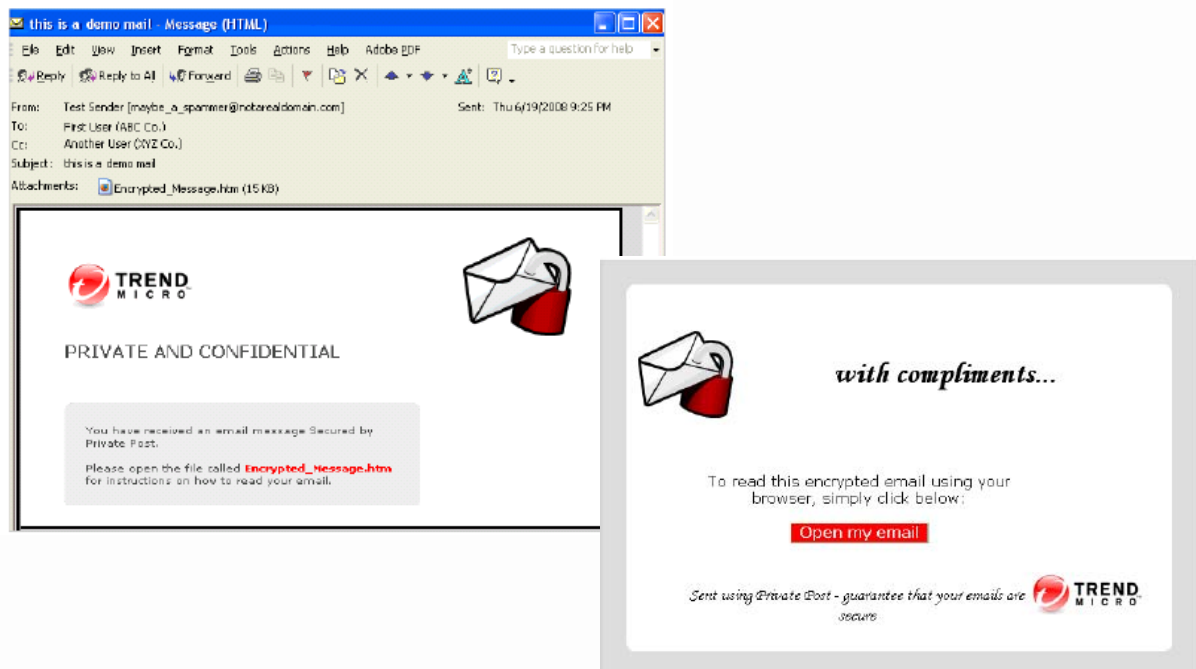 this is a demo mail - Message (HTML)
File Edit View Insert Format Tools Actions Help Adobe PDF Type a question for help
Reply Reply to All Forward
From: Test Sender [maybe_a_spammer@notarealdomain.com] Sent: Thu 6/19/2008 9:25 PM
To: First User (ABC Co.)
Cc: Another User (XYZ Co.)
Subject: this is a demo mail
Attachments: Encrypted_Message.htm (15 KB)
TREND
MICRO
PRIVATE AND CONFIDENTIAL
You have received an email message Secured by
Private Post.
Please open the file called Encrypted_Message.htm
for instructions on how to read your email.
with compliments...
To read this encrypted email using your
browser, simply click below:
Open my email
Sent using Private Post - guarantee that your emails are
secure
TREND
MICRO